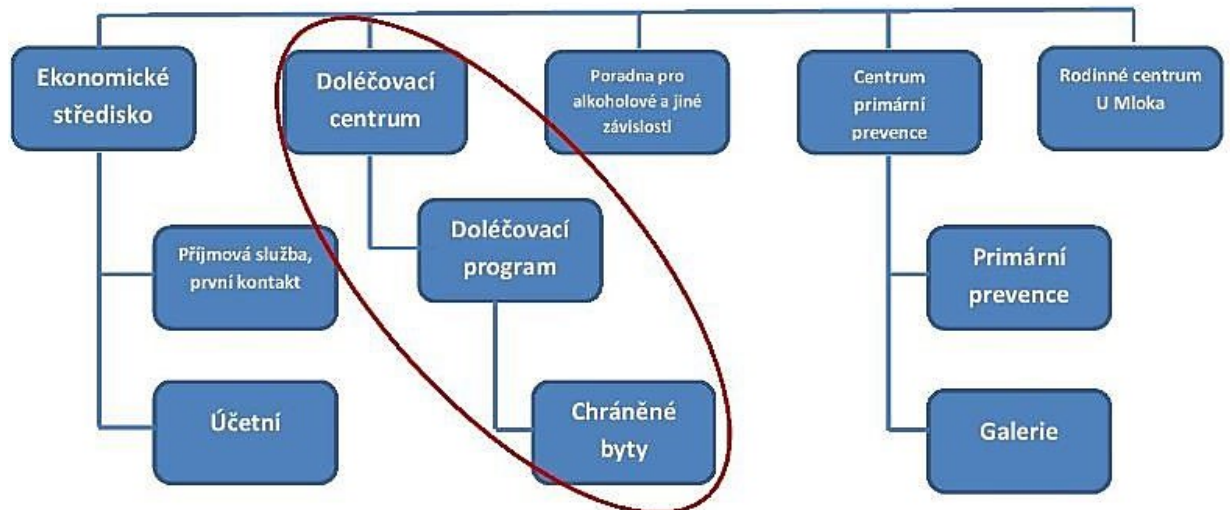 Ekonomické
středisko
Doléčovací
centrum
Poradna pro
alkoholové a jiné
závislosti
Centrum
primární
prevence
Rodinné centrum
U Mloka
Příjmová služba,
první kontakt
Doléčovací
program
Primární
prevence
Účetní
Chráněné
byty
Galerie